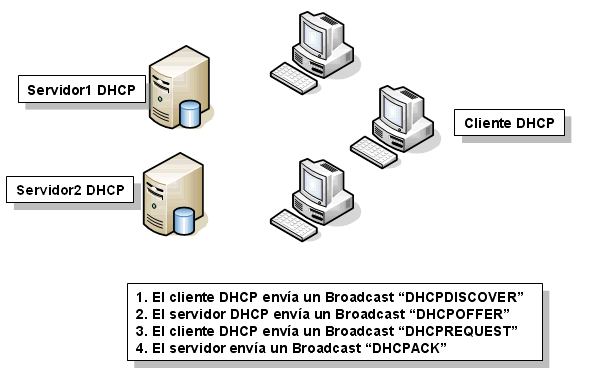 Servidor1 DHCP
Cliente DHCP
Servidor2 DHCP
1. El cliente DHCP envía un Broadcast “DHCPDISCOVER”
2. El servidor DHCP envía un Broadcast “DHCPOFFER”
3. El cliente DHCP envía un Broadcast “DHCPREQUEST”
4. El servidor envía un Broadcast “DHCPACK”